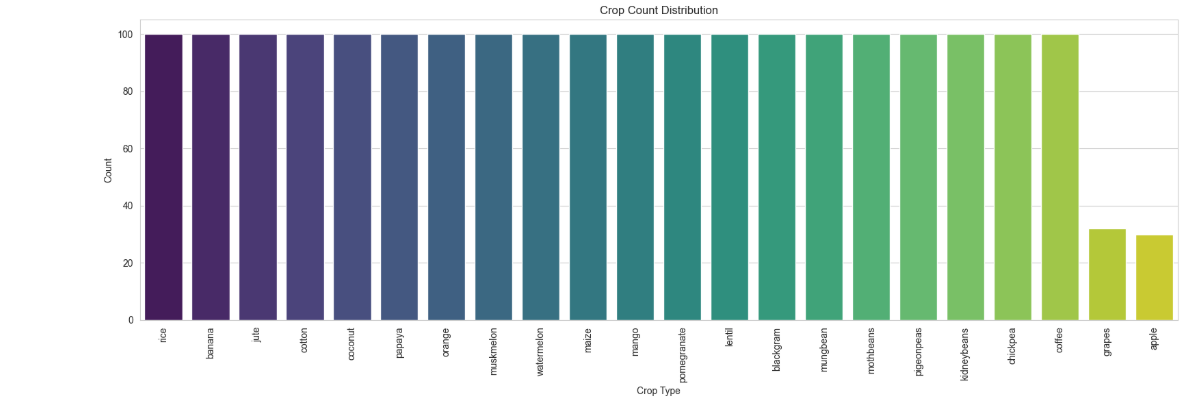 Crop Count Distribution
100
80
60
40
20
0
Count
rice
banana
jute
cotton
coconut
papaya
orange
muskmelon
watermelon
maize
mango
pomegranate
lentil
blackgram
mungbean
mothbeans
pigeonpeas
kidneybeans
chickpea
coffee
grapes
apple
Crop Type